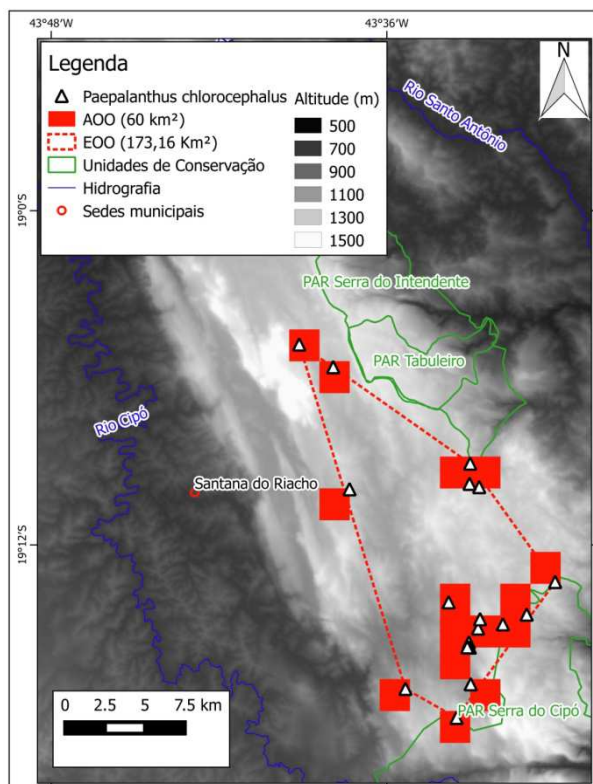 43°48'W
43°36'W
Legenda
Paepalanthus chlorocephalus
AOO (60 km²)
EOO (173,16 Km²)
Unidades de Conservação
Hidrografia
Sedes municipais
Altitude (m)
500
700
900
1100
1300
1500
N
Rio Santo Antônio
19°0'S
PAR Serra do Intendente
PAR Tabuleiro
Rio Cipó
Santana do Riacho
19°12'S
PAR Serra do Cipó
0 2.5 5 7.5 km